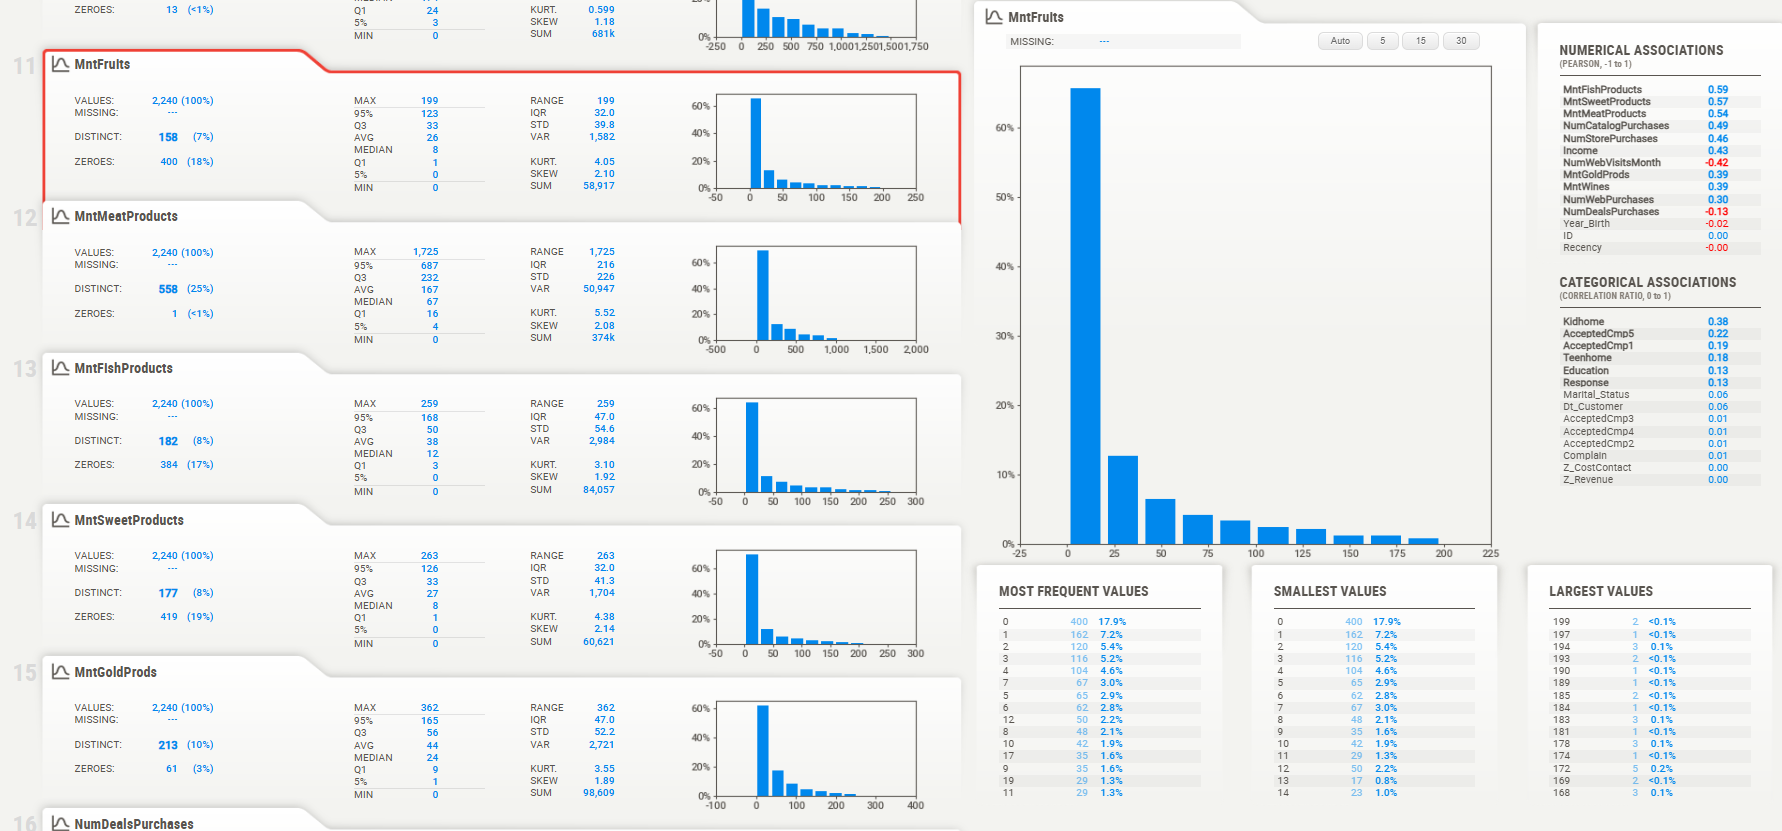 ZEROES: 13 (<1%)
Q1 24
5% 3
MIN 0
KURT. 0.599
SKEW 1.18
SUM 681k
0%
-250 0 250 500 750 1,000 1,250 1,500 1,750
11
MntFruits
VALUES: 2,240 (100%)
MISSING: ---
DISTINCT: 158 (7%)
ZEROES: 400 (18%)
MAX 199
95% 123
Q3 33
AVG 26
MEDIAN 8
Q1 1
5% 0
MIN 0
RANGE 199
IQR 32.0
STD 39.8
VAR 1,582
KURT. 4.05
SKEW 2.10
SUM 58,917
60%
40%
20%
0%
0 50 100 150 200 250
12
MntMeatProducts
VALUES: 2,240 (100%)
MISSING: ---
DISTINCT: 558 (25%)
ZEROES: 1 (<1%)
MAX 1,725
95% 687
Q3 232
AVG 167
MEDIAN 67
Q1 16
5% 4
MIN 0
RANGE 1,725
IQR 216
STD 226
VAR 50,947
KURT. 5.52
SKEW 2.08
SUM 374k
60%
40%
20%
0%
-500 0 500 1,000 1,500 2,000
13
MntFishProducts
VALUES: 2,240 (100%)
MISSING: ---
DISTINCT: 182 (8%)
ZEROES: 384 (17%)
MAX 259
95% 168
Q3 50
AVG 38
MEDIAN 12
Q1 3
5% 0
MIN 0
RANGE 259
IQR 47.0
STD 54.6
VAR 2,984
KURT. 3.10
SKEW 1.92
SUM 84,057
60%
40%
20%
0%
-50 0 50 100 150 200 250 300
14
MntSweetProducts
VALUES: 2,240 (100%)
MISSING: ---
DISTINCT: 177 (8%)
ZEROES: 419 (19%)
MAX 263
95% 126
Q3 33
AVG 27
MEDIAN 8
Q1 1
5% 0
MIN 0
RANGE 263
IQR 32.0
STD 41.3
VAR 1,704
KURT. 4.38
SKEW 2.14
SUM 60,621
60%
40%
20%
0%
-50 0 50 100 150 200 250 300
15
MntGoldProds
VALUES: 2,240 (100%)
MISSING: ---
DISTINCT: 213 (10%)
ZEROES: 61 (3%)
MAX 362
95% 165
Q3 56
AVG 44
MEDIAN 24
Q1 9
5% 1
MIN 0
RANGE 362
IQR 47.0
STD 52.2
VAR 2,721
KURT. 3.55
SKEW 1.89
SUM 98,609
60%
40%
20%
0%
-100 0 100 200 300 400
16
NumDealsPurchases
MntFruits
MISSING: ---
Auto 5 15 30
60%
50%
40%
30%
20%
10%
0%
-25 0 25 50 75 100 125 150 175 200 225
NUMERICAL ASSOCIATIONS
(PEARSON, -1 to 1)
MntFishProducts 0.59
MntSweetProducts 0.57
MntMeatProducts 0.54
NumCatalogPurchases 0.49
NumStorePurchases 0.46
Income 0.43
NumWebVisitsMonth -0.42
MntGoldProds 0.39
MntWines 0.39
NumWebPurchases 0.30
NumDealsPurchases -0.13
Year_Birth -0.02
ID 0.00
Recency -0.00
CATEGORICAL ASSOCIATIONS
(CORRELATION RATIO, 0 to 1)
Kidhome 0.38
AcceptedCmp5 0.22
AcceptedCmp1 0.19
Teenhome 0.18
Education 0.13
Response 0.13
Marital_Status 0.06
Dt_Customer 0.06
AcceptedCmp3 0.01
AcceptedCmp4 0.01
AcceptedCmp2 0.01
Complain 0.01
Z_CostContact 0.00
Z_Revenue 0.00
MOST FREQUENT VALUES
0 400 17.9%
1 162 7.2%
2 120 5.4%
3 116 5.2%
4 104 4.6%
7 67 3.0%
5 65 2.9%
6 62 2.8%
12 50 2.2%
8 48 2.1%
10 42 1.9%
17 35 1.6%
9 35 1.6%
19 29 1.3%
11 29 1.3%
SMALLEST VALUES
0 400 17.9%
1 162 7.2%
2 120 5.4%
3 116 5.2%
4 104 4.6%
5 65 2.9%
6 62 2.8%
7 67 3.0%
8 48 2.1%
9 35 1.6%
10 42 1.9%
11 29 1.3%
12 50 2.2%
13 17 0.8%
14 23 1.0%
LARGEST VALUES
199 2 <0.1%
197 1 <0.1%
194 3 0.1%
193 2 <0.1%
190 1 <0.1%
189 1 <0.1%
185 2 <0.1%
184 1 <0.1%
183 3 0.1%
181 1 <0.1%
178 3 0.1%
174 1 <0.1%
172 5 0.2%
169 2 <0.1%
168 3 0.1%